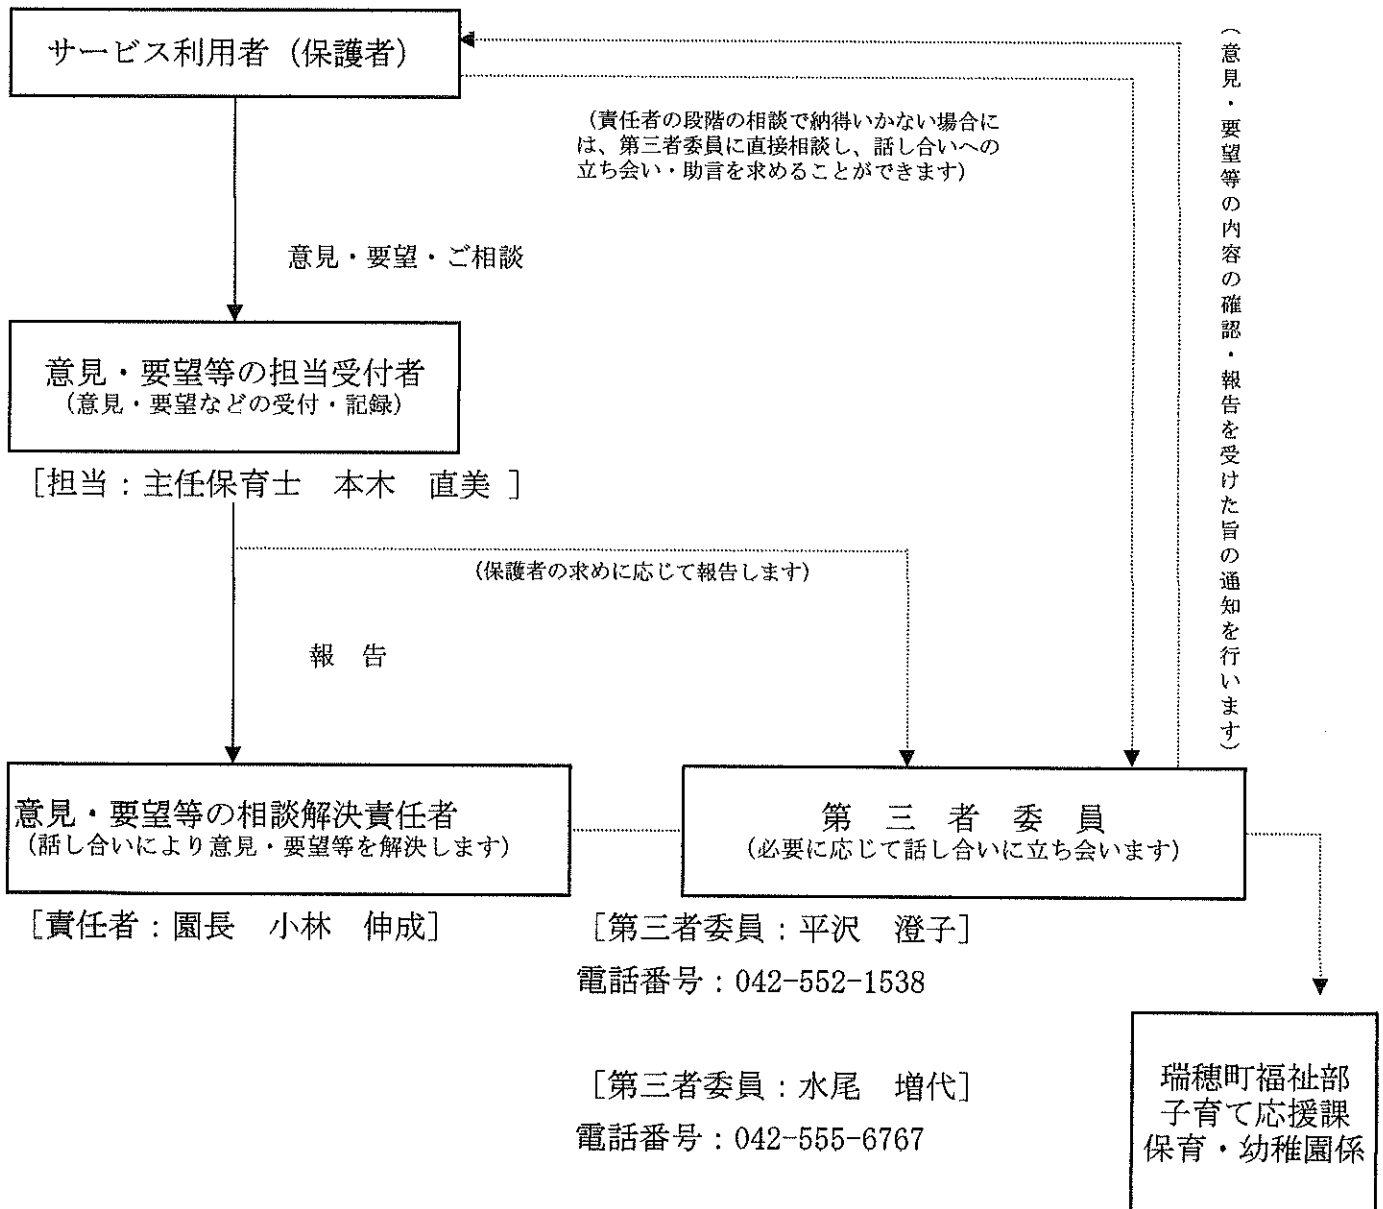 サービス利用者（保護者）
（責任者の段階の相談で納得いかない場合に
は、第三者委員に直接相談し、話し合いへの
立ち会い・助言を求めることができます）
（意見・要望等の内容の確認・報告を受けた旨の通知を行います）
意見・要望・ご相談
意見・要望等の担当受付者
（意見・要望などの受付・記録）
［担当：主任保育士　本木　直美 ］
（保護者の求めに応じて報告します）
報　告
意見・要望等の相談解決責任者
（話し合いにより意見・要望等を解決します）
第　三　者　委　員
（必要に応じて話し合いに立ち会います）
［責任者：園長　小林　伸成］
［第三者委員：平沢　澄子］
電話番号：042-552-1538
［第三者委員：水尾　増代］
電話番号：042-555-6767
瑞穂町福祉部
子育て応援課
保育・幼稚園係